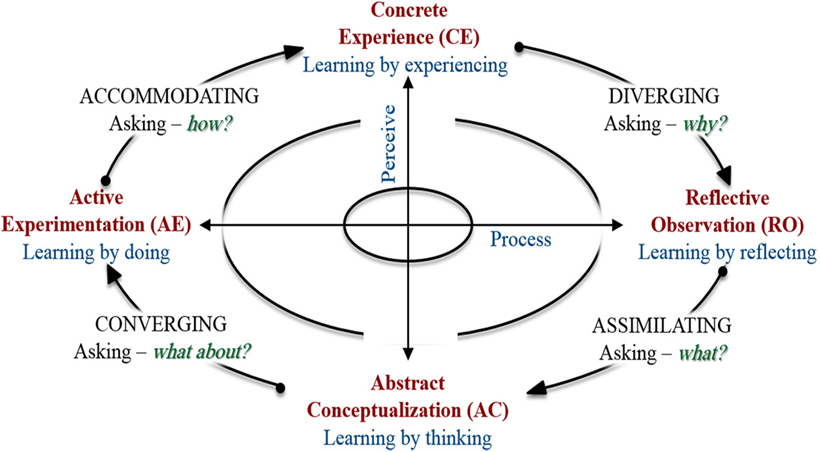 Concrete
Experience (CE)
Learning by experiencing
ACCOMMODATING
Asking – how?
DIVERGING
Asking – why?
Perceive
Active
Experimentation (AE)
Learning by doing
Process
Reflective
Observation (RO)
Learning by reflecting
CONVERGING
Asking – what about?
ASSIMILATING
Asking – what?
Abstract
Conceptualization (AC)
Learning by thinking